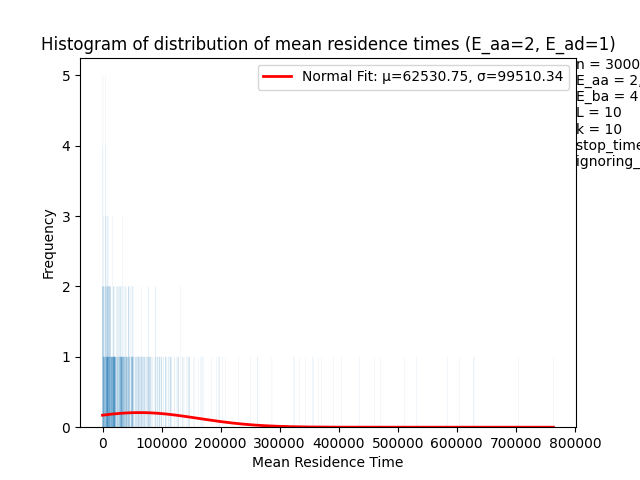 Histogram of distribution of mean residence times (E_aa=2, E_ad=1)
Normal Fit: μ=62530.75, σ=99510.34
n = 3000
E_aa = 2,
E_ba = 4
L = 10
k = 10
stop_time
ignoring_
Frequency
5
4
3
2
1
0
0 100000 200000 300000 400000 500000 600000 700000 800000
Mean Residence Time